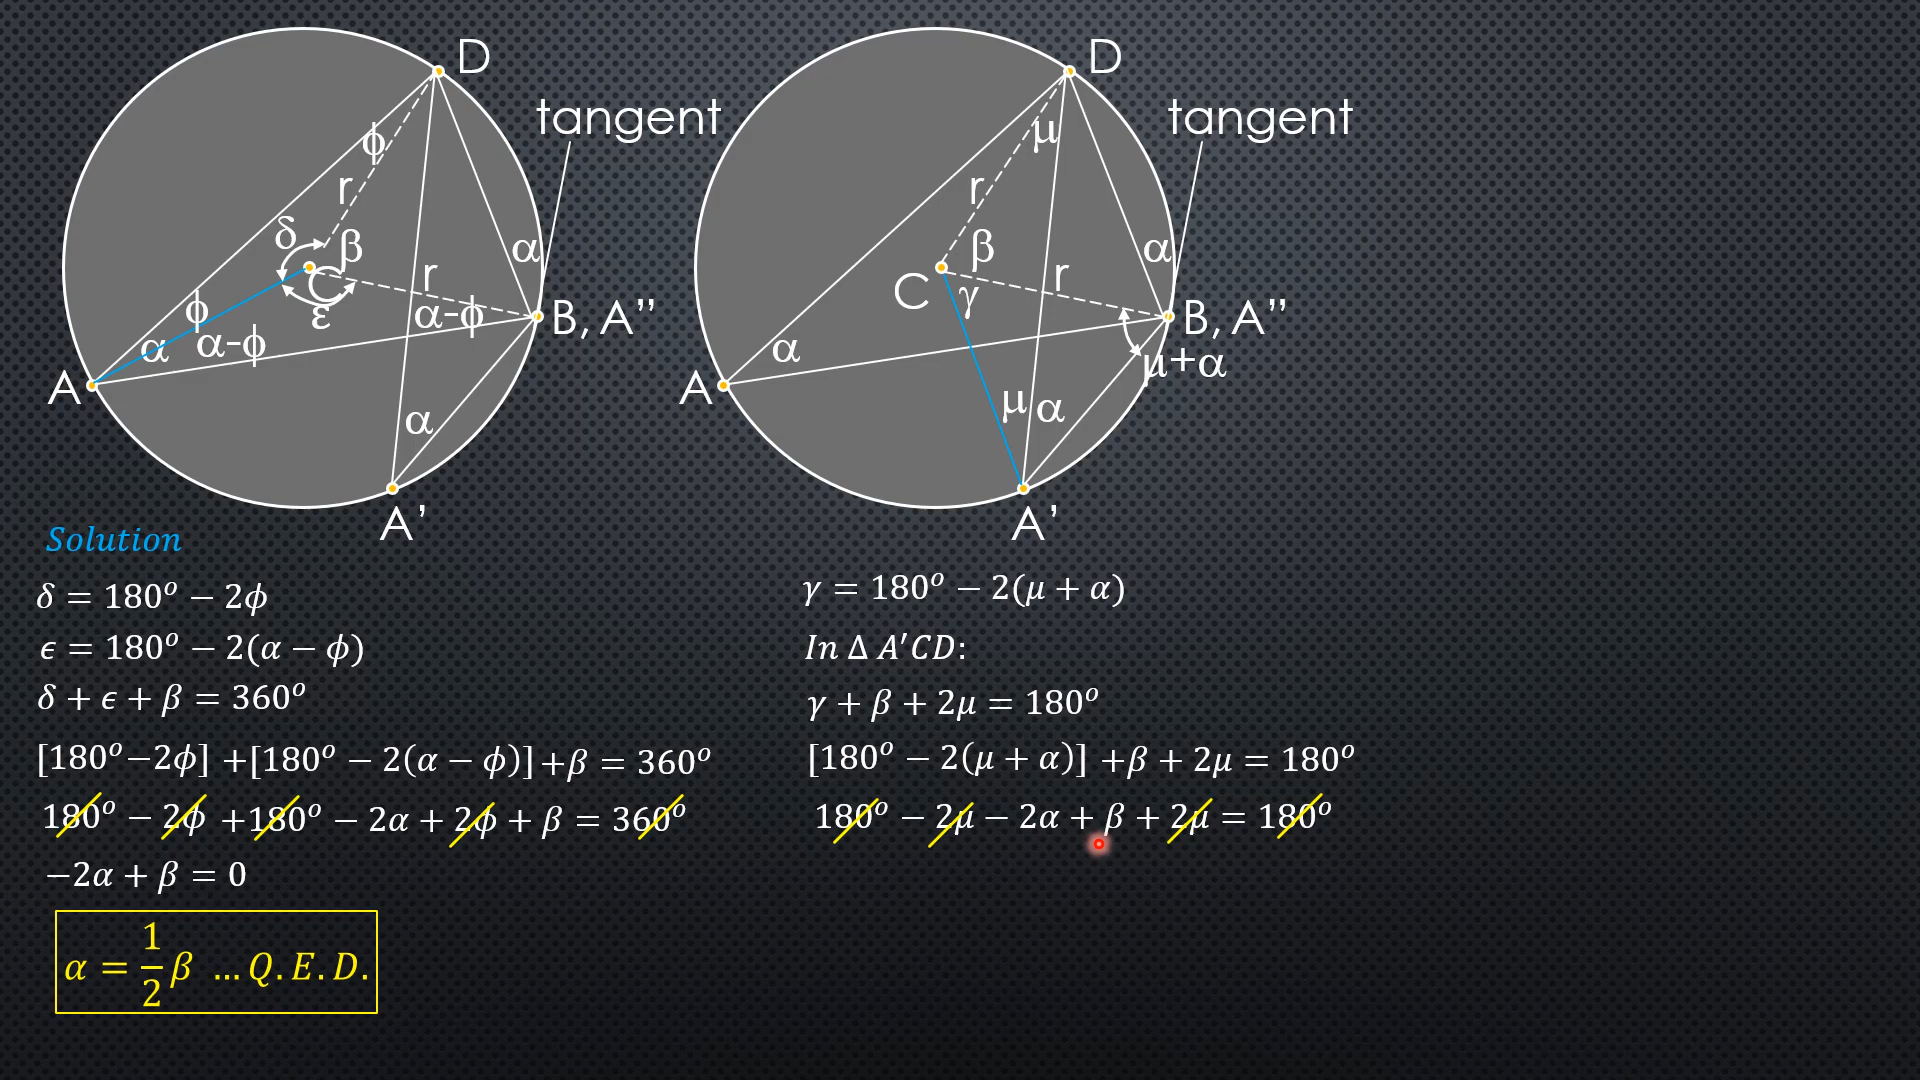 D
tangent
ϕ
r
δ
β
α
C
r
ε
ϕ
α-ϕ
B, A”
α
α-ϕ
A
α
A’
D
tangent
μ
r
β
α
C
γ
r
B, A”
α
μ+α
A
μ
α
A’
Solution
δ = 180° − 2ϕ
ϵ = 180° − 2(α − ϕ)
δ + ϵ + β = 360°
[180° −2ϕ] +[180° − 2(α − ϕ)] +β = 360°
180° − 2ϕ +180° − 2α + 2ϕ + β = 360°
−2α + β = 0
α = 1/2 β ... Q.E.D.
γ = 180° − 2(μ + α)
In Δ A′CD:
γ + β + 2μ = 180°
[180° − 2(μ + α)] +β + 2μ = 180°
180° − 2μ − 2α + β + 2μ = 180°